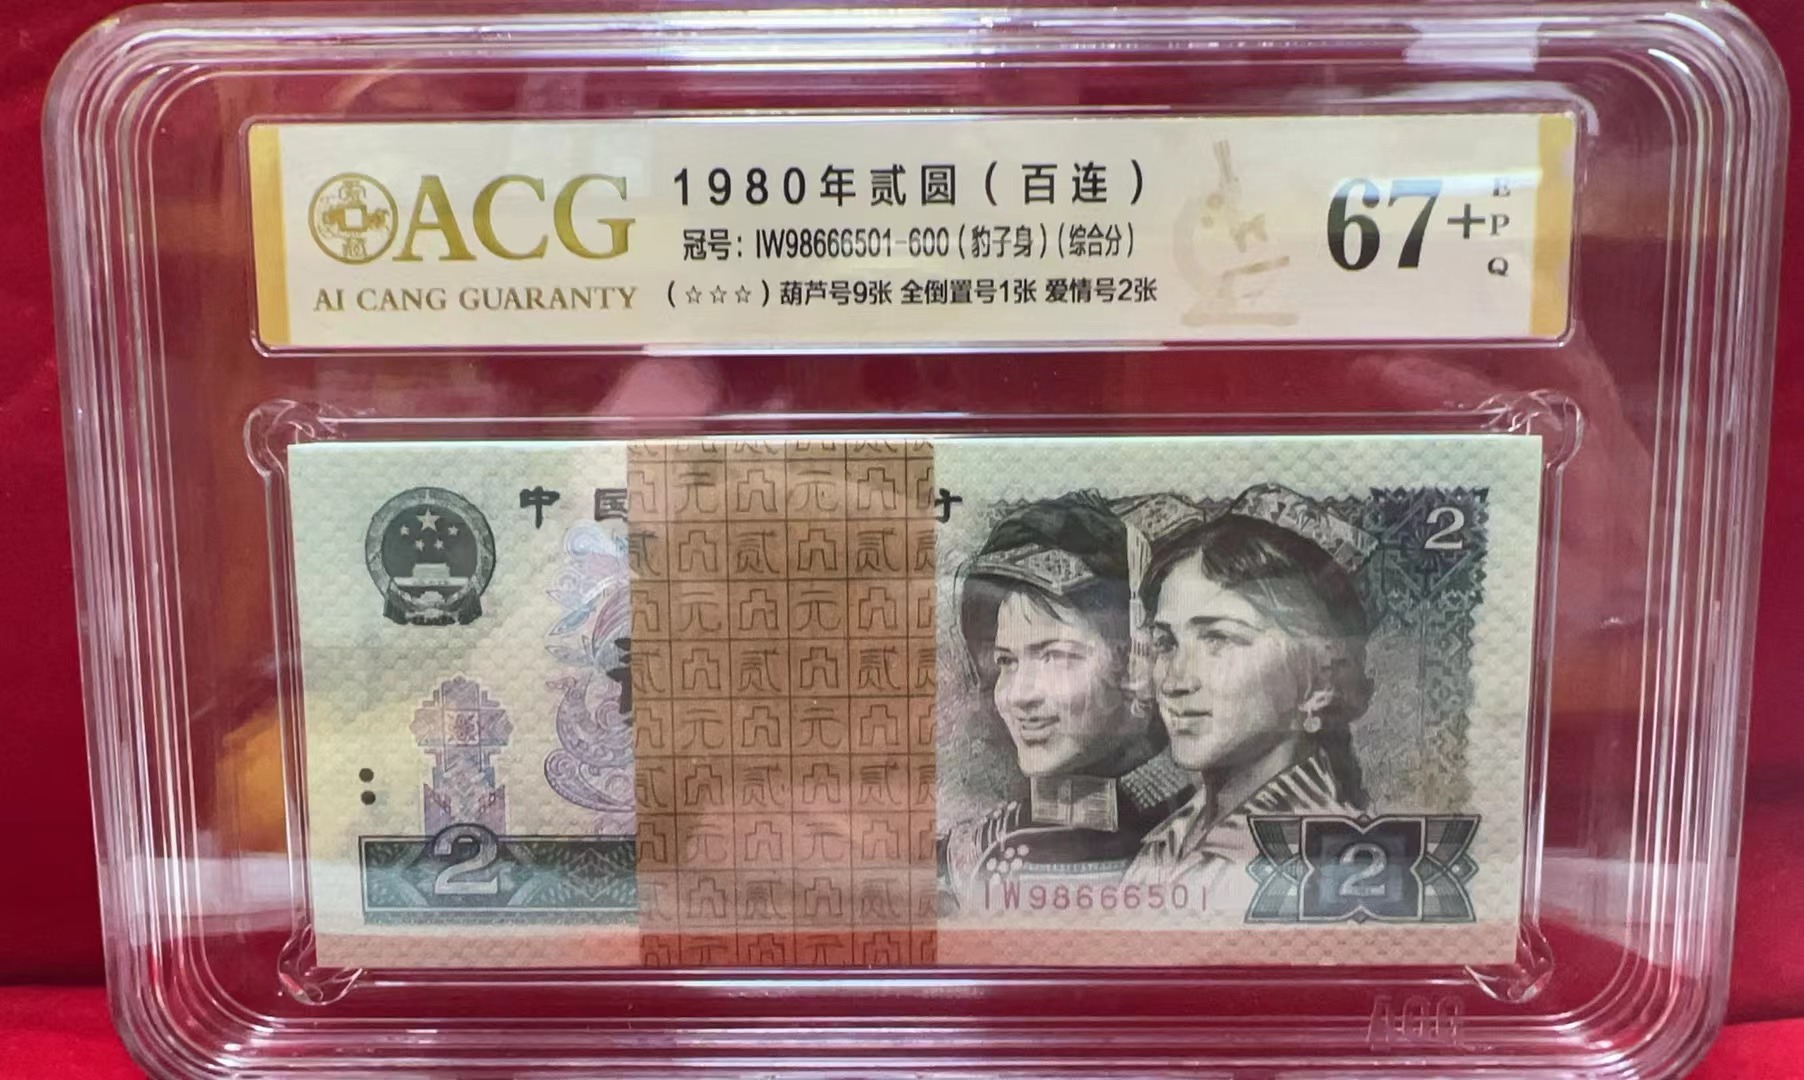 ACG
AI CANG GUARANTY
1980年贰圆（百连）
冠号：IW98666501-600（豹子身）（综合分）
（☆☆☆）葫芦号9张 全倒置号1张 爱情号2张
67+
EPQ
中国
2
2
IW98666501
2
ACG